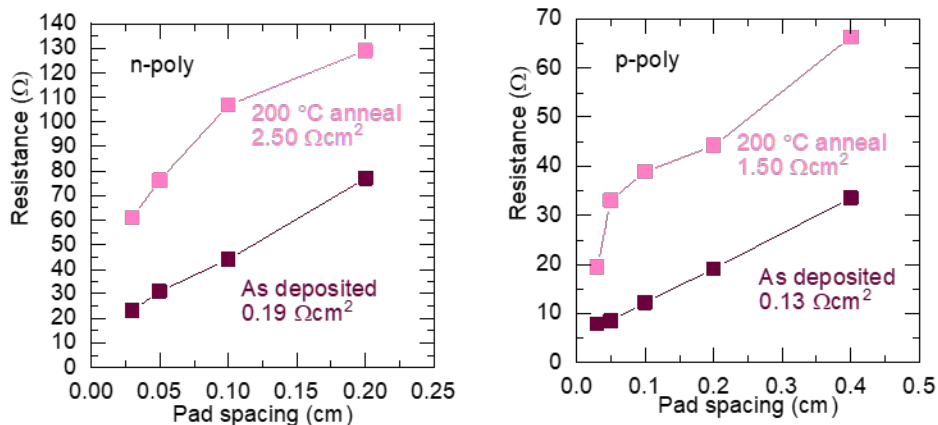 n-poly
200 °C anneal
2.50 Ωcm²
As deposited
0.19 Ωcm²
Resistance (Ω)
140
130
120
110
100
90
80
70
60
50
40
30
20
10
0
0.00 0.05 0.10 0.15 0.20 0.25
Pad spacing (cm)
p-poly
200 °C anneal
1.50 Ωcm²
As deposited
0.13 Ωcm²
Resistance (Ω)
70
60
50
40
30
20
10
0
0.0 0.1 0.2 0.3 0.4 0.5
Pad spacing (cm)